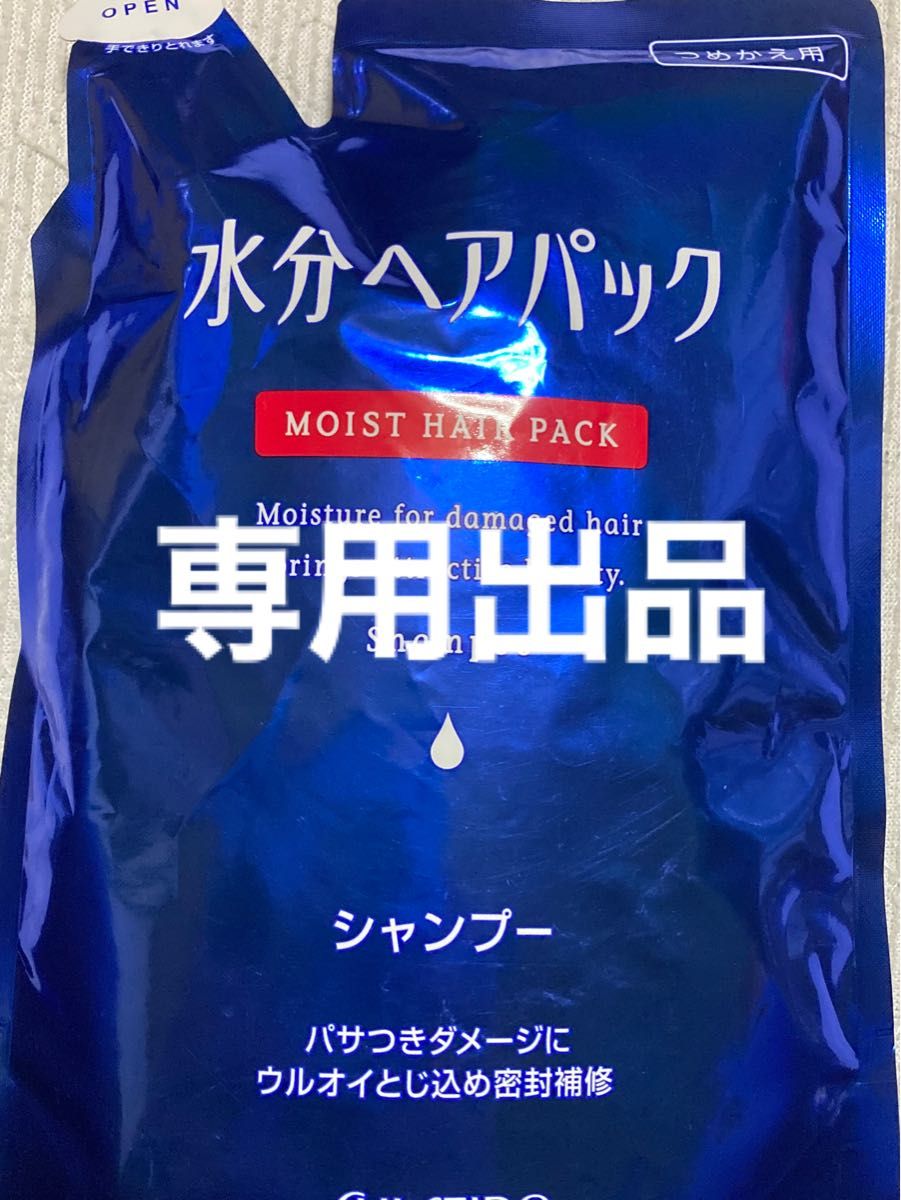 OPEN
手できりとれます
つめかえ用
水分ヘアパック
MOIST HAIR PACK
Moisture for damaged hair
専用出品
シャンプー
パサつきダメージに
ウルオイとじ込め密封補修